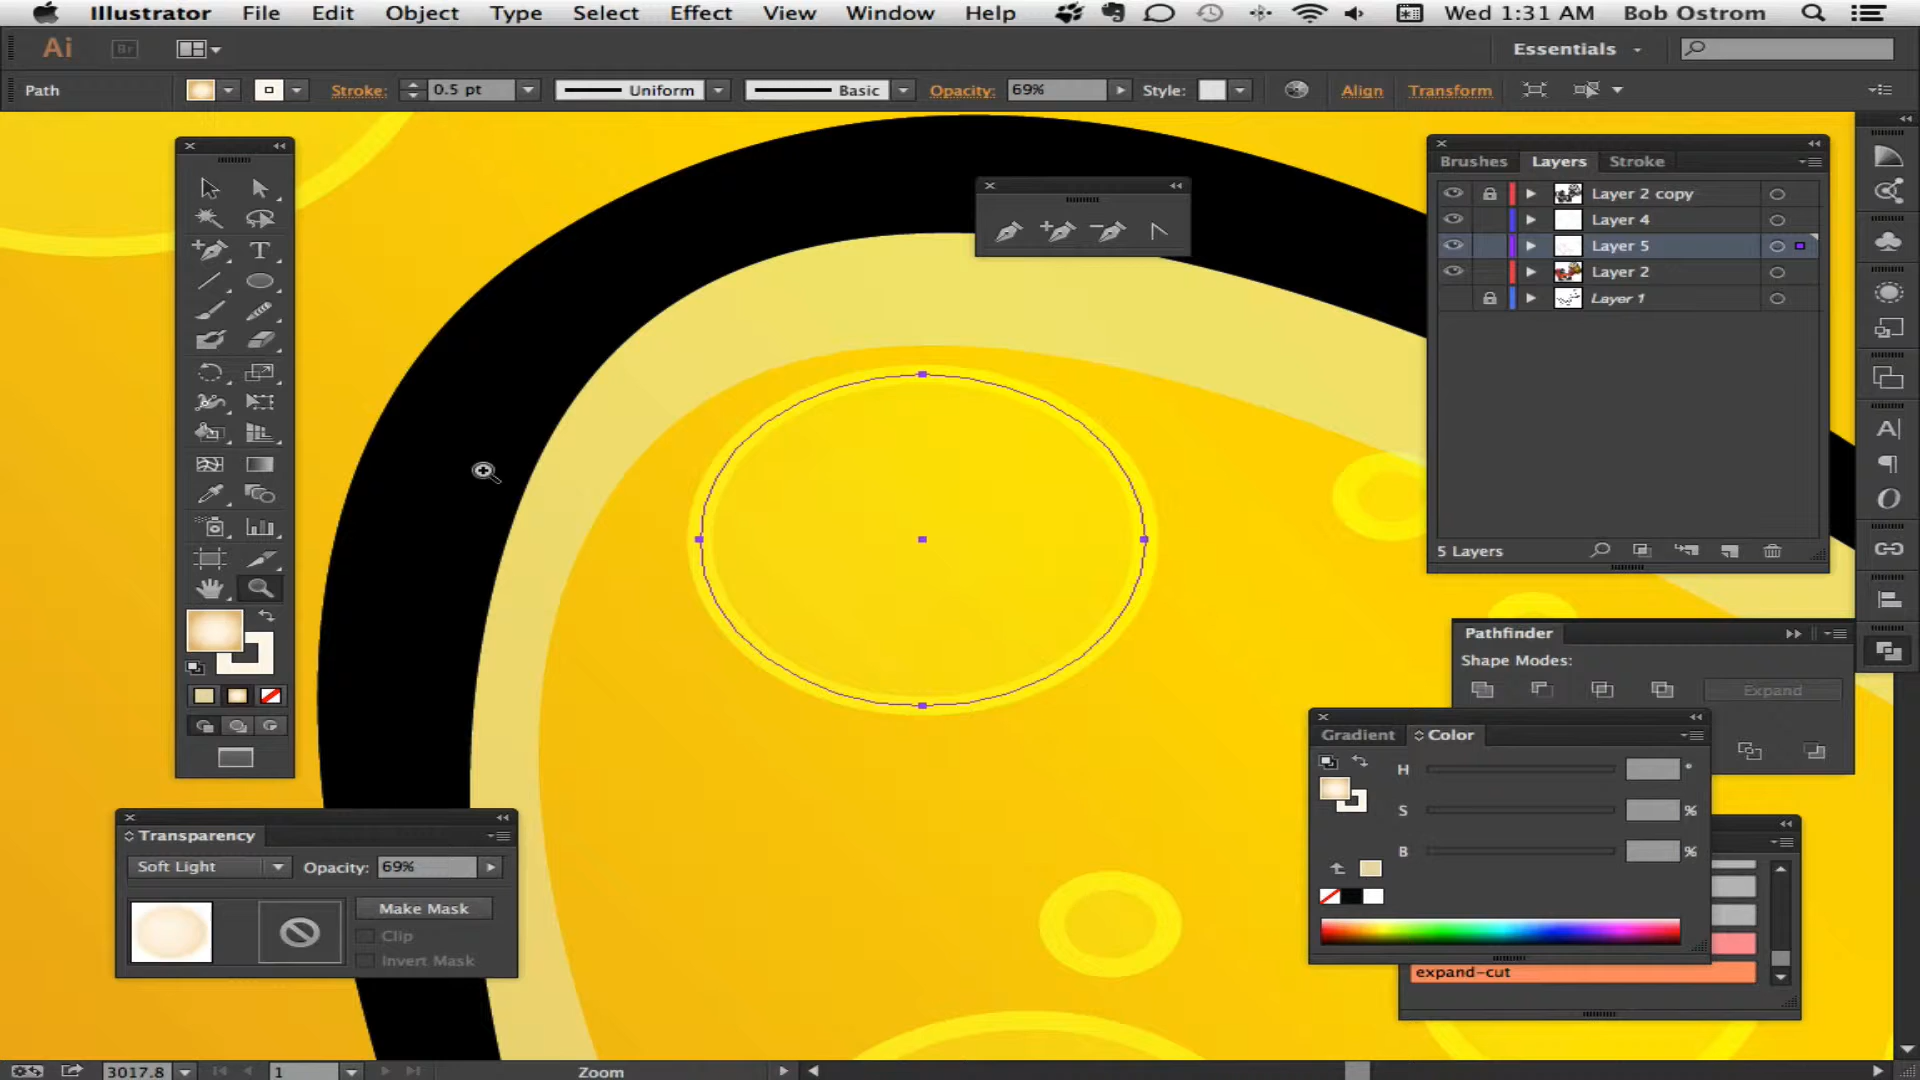 Illustrator File Edit Object Type Select Effect View Window Help Wed 1:31 AM Bob Ostrom
Ai Br Essentials
Path Stroke: 0.5 pt Uniform Basic Opacity: 69% Style: Align Transform
Brushes Layers Stroke
Layer 2 copy
Layer 4
Layer 5
Layer 2
Layer 1
5 Layers
Pathfinder
Shape Modes:
Expand
Gradient Color
H °
S %
B %
expand-cut
Transparency
Soft Light Opacity: 69%
Make Mask
Clip
Invert Mask
3017.8 1 Zoom